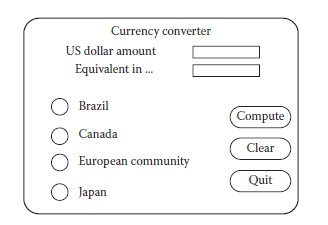 Currency converter
US dollar amount
Equivalent in ...
Brazil
Compute
Canada
Clear
European community
Quit
Japan